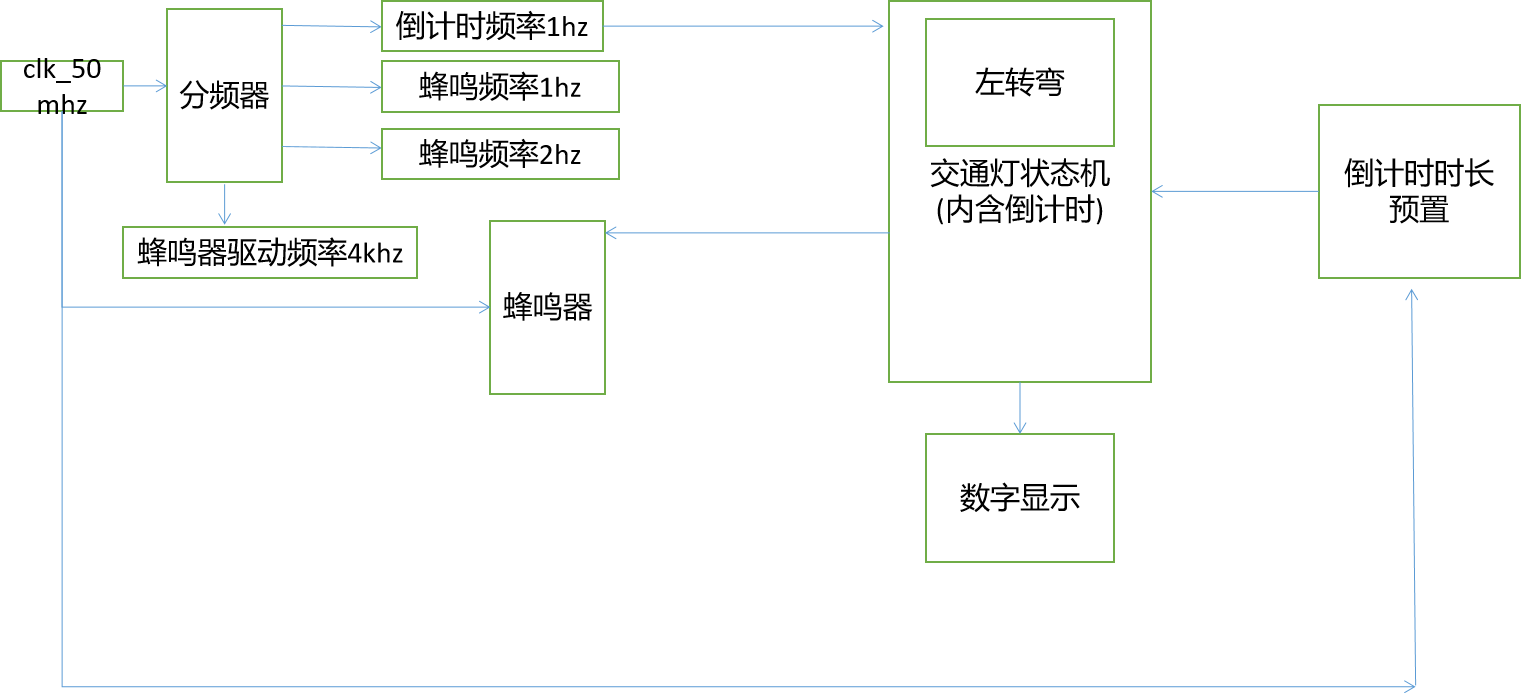 clk_50
mhz
分频器
倒计时频率1hz
蜂鸣频率1hz
蜂鸣频率2hz
蜂鸣器驱动频率4khz
蜂鸣器
左转弯
交通灯状态机
(内含倒计时)
数字显示
倒计时时长
预置